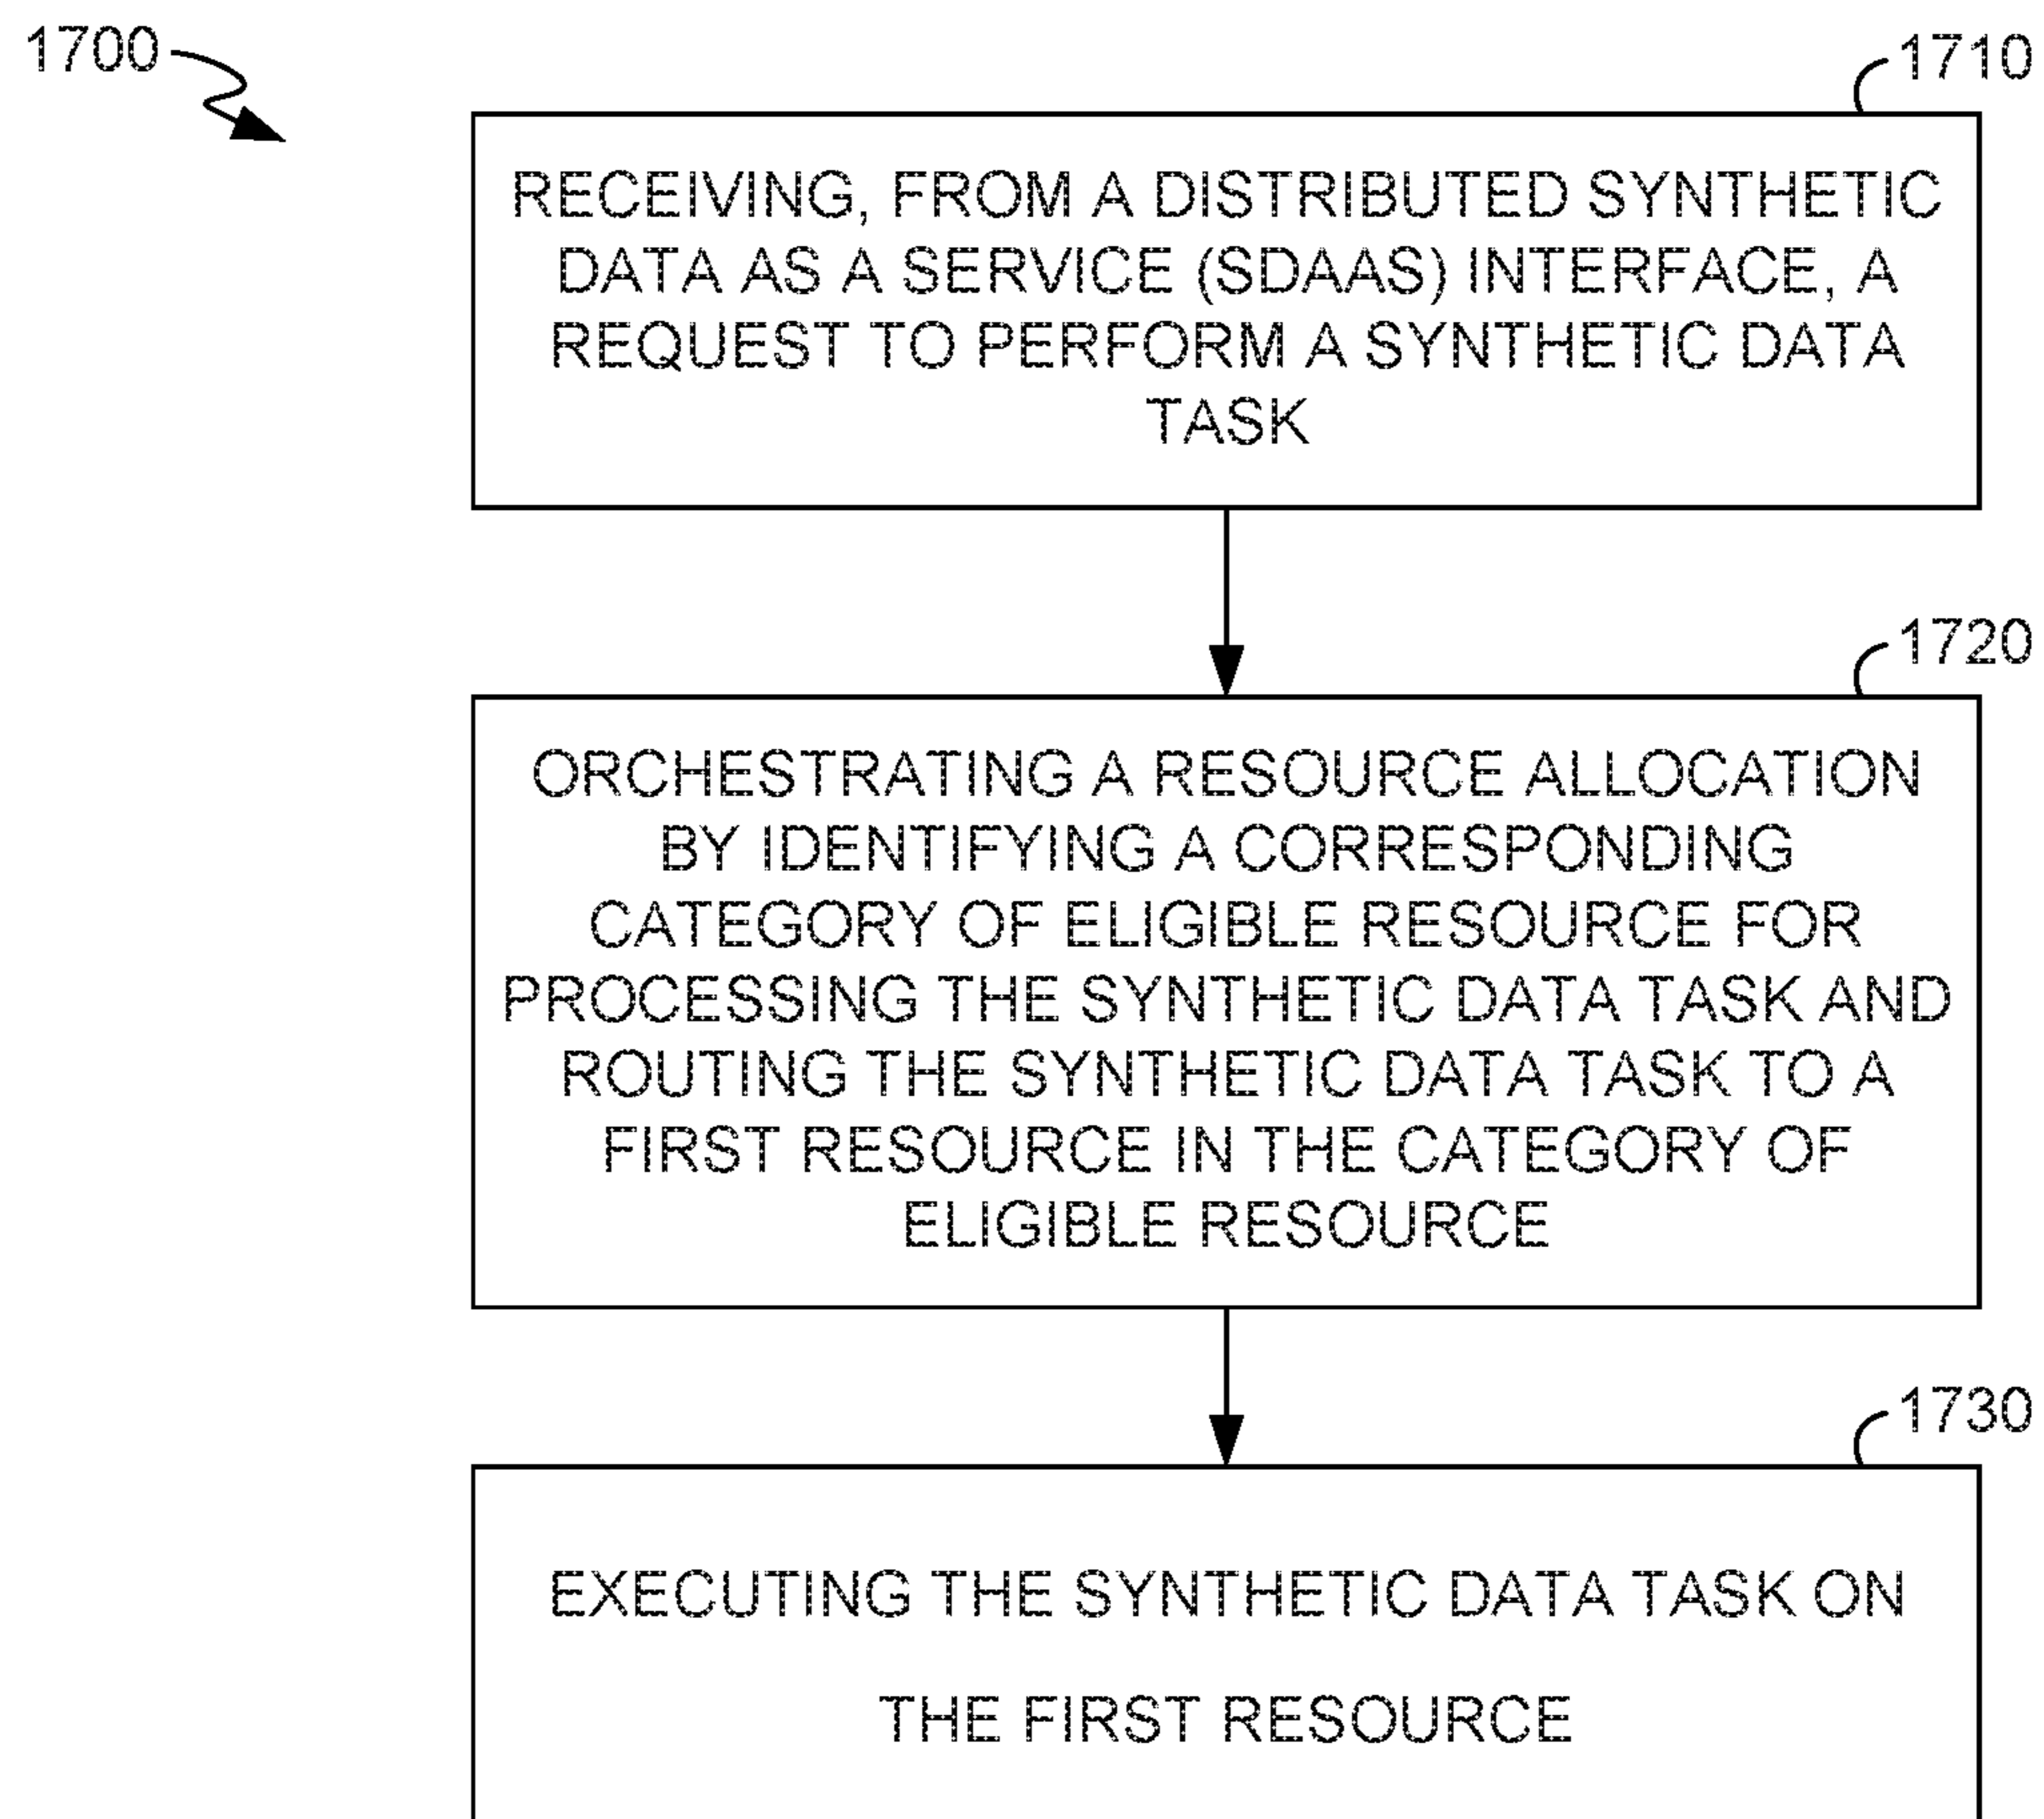 1700
1710
RECEIVING, FROM A DISTRIBUTED SYNTHETIC
DATA AS A SERVICE (SDAAS) INTERFACE, A
REQUEST TO PERFORM A SYNTHETIC DATA
TASK
1720
ORCHESTRATING A RESOURCE ALLOCATION
BY IDENTIFYING A CORRESPONDING
CATEGORY OF ELIGIBLE RESOURCE FOR
PROCESSING THE SYNTHETIC DATA TASK AND
ROUTING THE SYNTHETIC DATA TASK TO A
FIRST RESOURCE IN THE CATEGORY OF
ELIGIBLE RESOURCE
1730
EXECUTING THE SYNTHETIC DATA TASK ON
THE FIRST RESOURCE